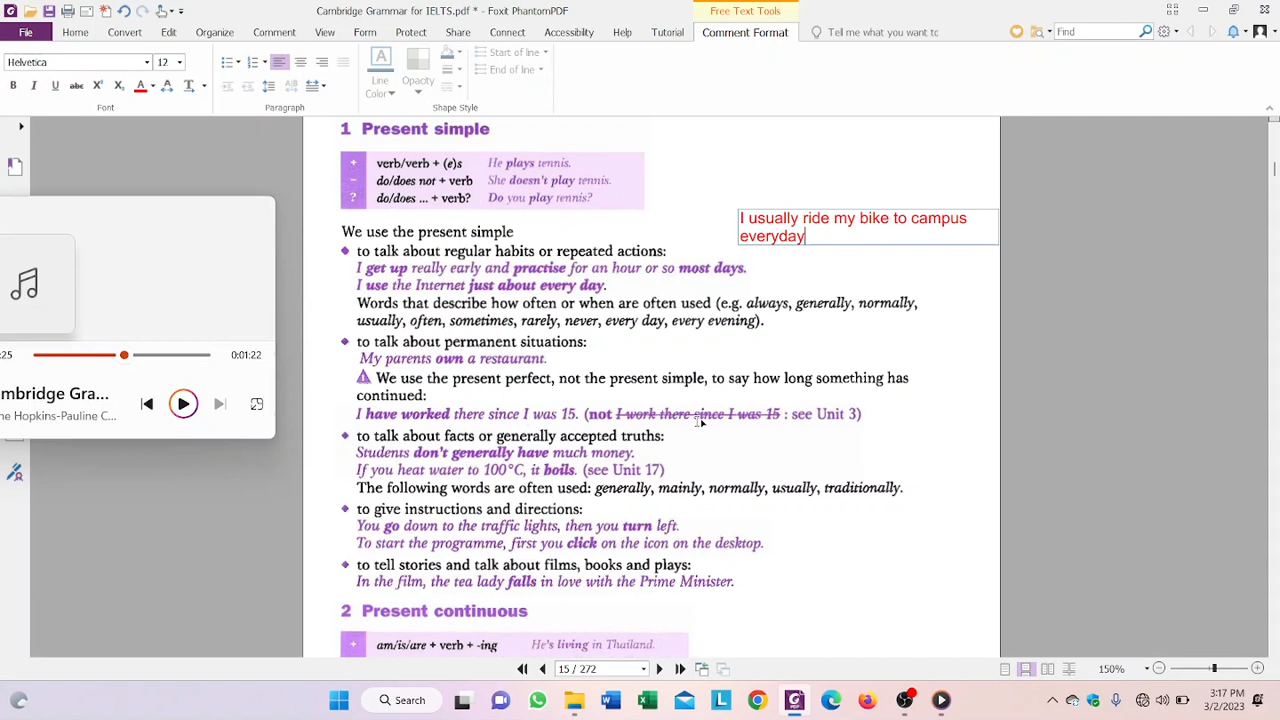 Cambridge Grammar for IELTS.pdf * - Foxit PhantomPDF
Free Text Tools
File Home Convert Edit Organize Comment View Form Protect Share Connect Accessibility Help Tutorial Comment Format Tell me what you want to do... Find
Helvetica 12
Start of line
End of line
Line Color
Opacity
Font Paragraph Shape Style
1 Present simple
+ verb/verb + (e)s He plays tennis.
− do/does not + verb She doesn't play tennis.
? do/does ... + verb? Do you play tennis?
I usually ride my bike to campus
everyday
We use the present simple
to talk about regular habits or repeated actions:
I get up really early and practise for an hour or so most days.
I use the Internet just about every day.
Words that describe how often or when are often used (e.g. always, generally, normally,
usually, often, sometimes, rarely, never, every day, every evening).
to talk about permanent situations:
My parents own a restaurant.
We use the present perfect, not the present simple, to say how long something has
continued:
I have worked there since I was 15. (not I work there since I was 15 : see Unit 3)
to talk about facts or generally accepted truths:
Students don't generally have much money.
If you heat water to 100°C, it boils. (see Unit 17)
The following words are often used: generally, mainly, normally, usually, traditionally.
to give instructions and directions:
You go down to the traffic lights, then you turn left.
To start the programme, first you click on the icon on the desktop.
to tell stories and talk about films, books and plays:
In the film, the tea lady falls in love with the Prime Minister.
2 Present continuous
+ am/is/are + verb + -ing He's living in Thailand.
:25 0:01:22
mbridge Gra...
ne Hopkins-Pauline C...
15 / 272
150%
Search
3:17 PM
3/2/2023